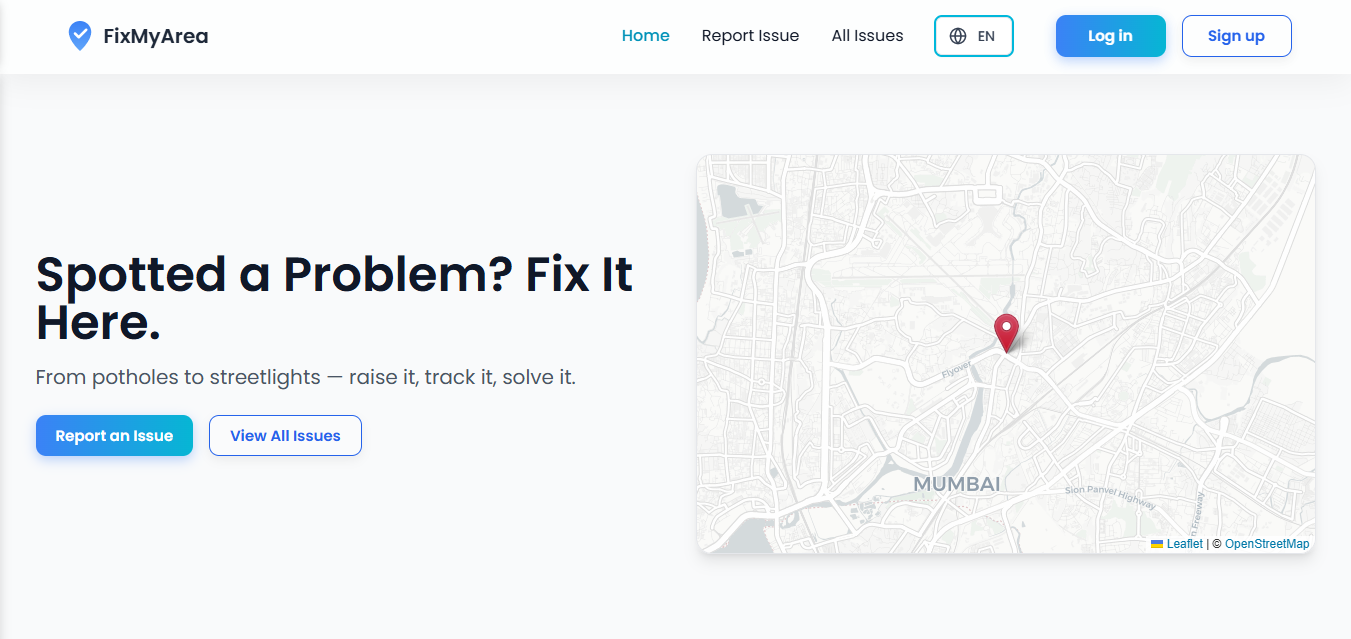 FixMyArea
Home
Report Issue
All Issues
EN
Log in
Sign up
Spotted a Problem? Fix It
Here.
From potholes to streetlights — raise it, track it, solve it.
Report an Issue
View All Issues
Flyover
MUMBAI
Sion Panvel Highway
Freeway
Leaflet | © OpenStreetMap